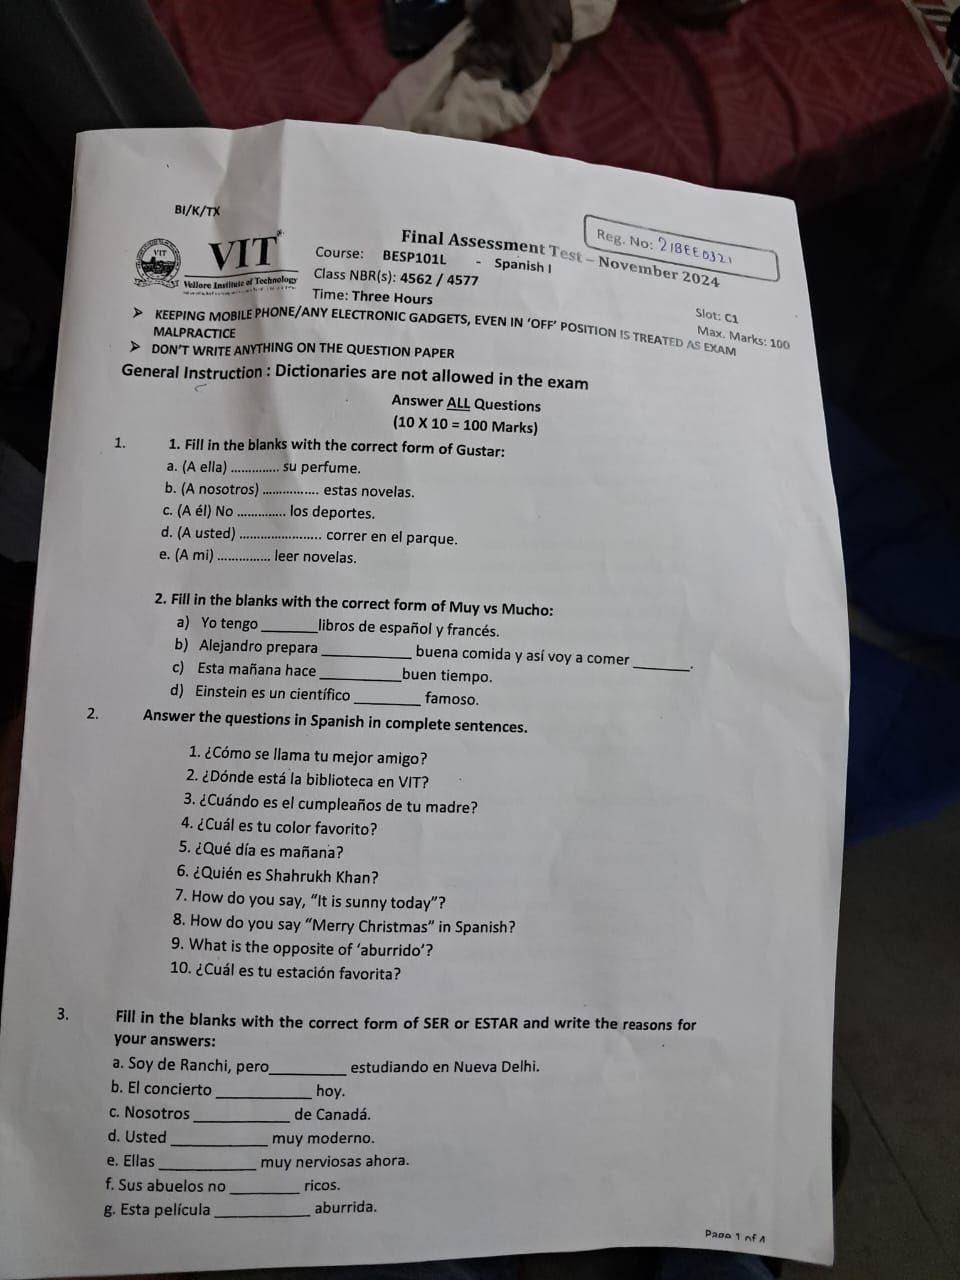 BI/K/TX
Reg. No: 21BEE0321
VIT
VIT
Vellore Institute of Technology
Final Assessment Test – November 2024
Course: BESP101L - Spanish I
Class NBR(s): 4562 / 4577
Slot: C1
Time: Three Hours
Max. Marks: 100
➢ KEEPING MOBILE PHONE/ANY ELECTRONIC GADGETS, EVEN IN ‘OFF’ POSITION IS TREATED AS EXAM
MALPRACTICE
➢ DON’T WRITE ANYTHING ON THE QUESTION PAPER
General Instruction : Dictionaries are not allowed in the exam
Answer ALL Questions
(10 X 10 = 100 Marks)
1. 1. Fill in the blanks with the correct form of Gustar:
a. (A ella) ............. su perfume.
b. (A nosotros) ............... estas novelas.
c. (A él) No ............. los deportes.
d. (A usted) ...................... correr en el parque.
e. (A mi) .............. leer novelas.
2. Fill in the blanks with the correct form of Muy vs Mucho:
a) Yo tengo _______libros de español y francés.
b) Alejandro prepara ___________ buena comida y así voy a comer _______.
c) Esta mañana hace __________buen tiempo.
d) Einstein es un científico ________ famoso.
2. Answer the questions in Spanish in complete sentences.
1. ¿Cómo se llama tu mejor amigo?
2. ¿Dónde está la biblioteca en VIT?
3. ¿Cuándo es el cumpleaños de tu madre?
4. ¿Cuál es tu color favorito?
5. ¿Qué día es mañana?
6. ¿Quién es Shahrukh Khan?
7. How do you say, “It is sunny today”?
8. How do you say “Merry Christmas” in Spanish?
9. What is the opposite of ‘aburrido’?
10. ¿Cuál es tu estación favorita?
3. Fill in the blanks with the correct form of SER or ESTAR and write the reasons for
your answers:
a. Soy de Ranchi, pero_________ estudiando en Nueva Delhi.
b. El concierto ___________ hoy.
c. Nosotros ___________ de Canadá.
d. Usted ___________ muy moderno.
e. Ellas ___________ muy nerviosas ahora.
f. Sus abuelos no ________ ricos.
g. Esta película ___________ aburrida.
Page 1 of 4